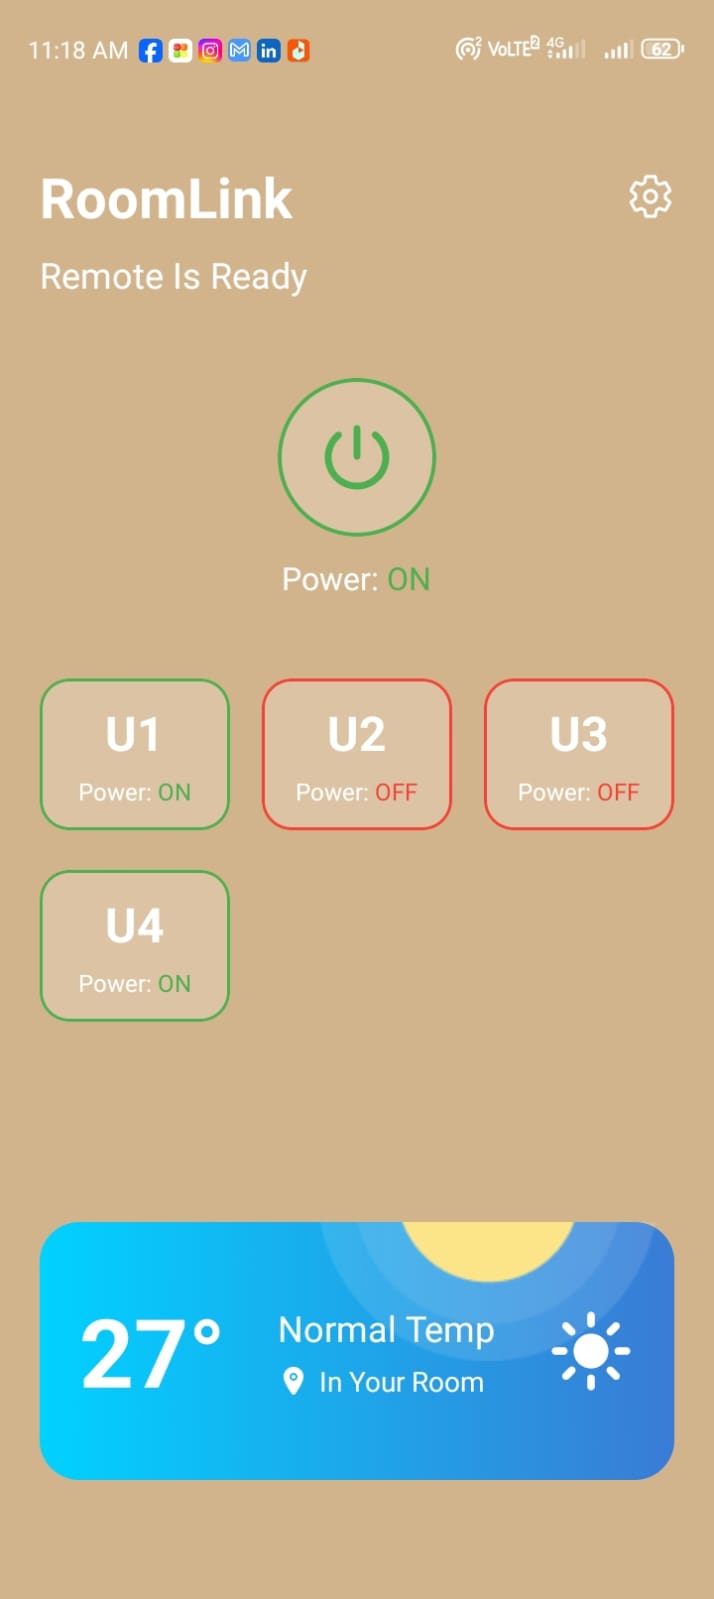 11:18 AM VoLTE 2 4G 62
RoomLink
Remote Is Ready
Power: ON
U1 U2 U3
Power: ON Power: OFF Power: OFF
U4
Power: ON
27° Normal Temp
In Your Room